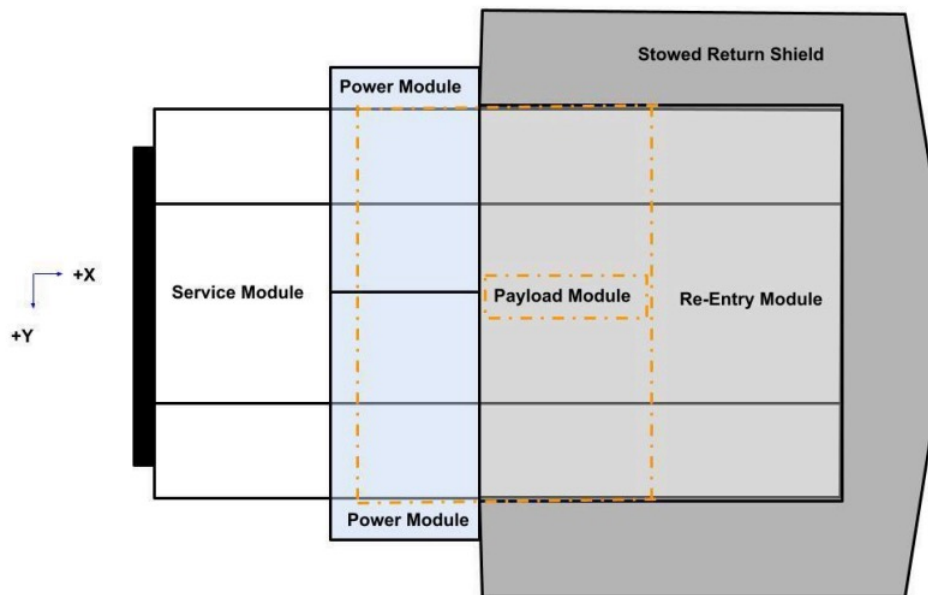 Stowed Return Shield
Power Module
+X
Service Module
Payload Module
Re-Entry Module
+Y
Power Module